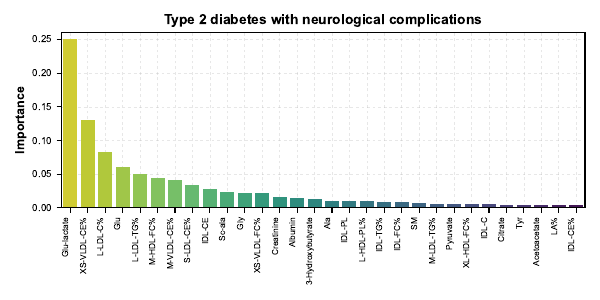 Type 2 diabetes with neurological complications
Importance
0.25
0.20
0.15
0.10
0.05
0.00
Glu-lactate
XS-VLDL-CE%
L-LDL-C%
Glu
L-LDL-TG%
M-HDL-FC%
M-VLDL-CE%
S-LDL-CE%
IDL-CE
Sc-ala
Gly
XS-VLDL-FC%
Creatinine
Albumin
3-Hydroxybutyrate
Ala
IDL-PL
L-HDL-PL%
IDL-TG%
IDL-FC%
SM
M-LDL-TG%
Pyruvate
XL-HDL-FC%
IDL-C
Citrate
Tyr
Acetoacetate
LA%
IDL-CE%